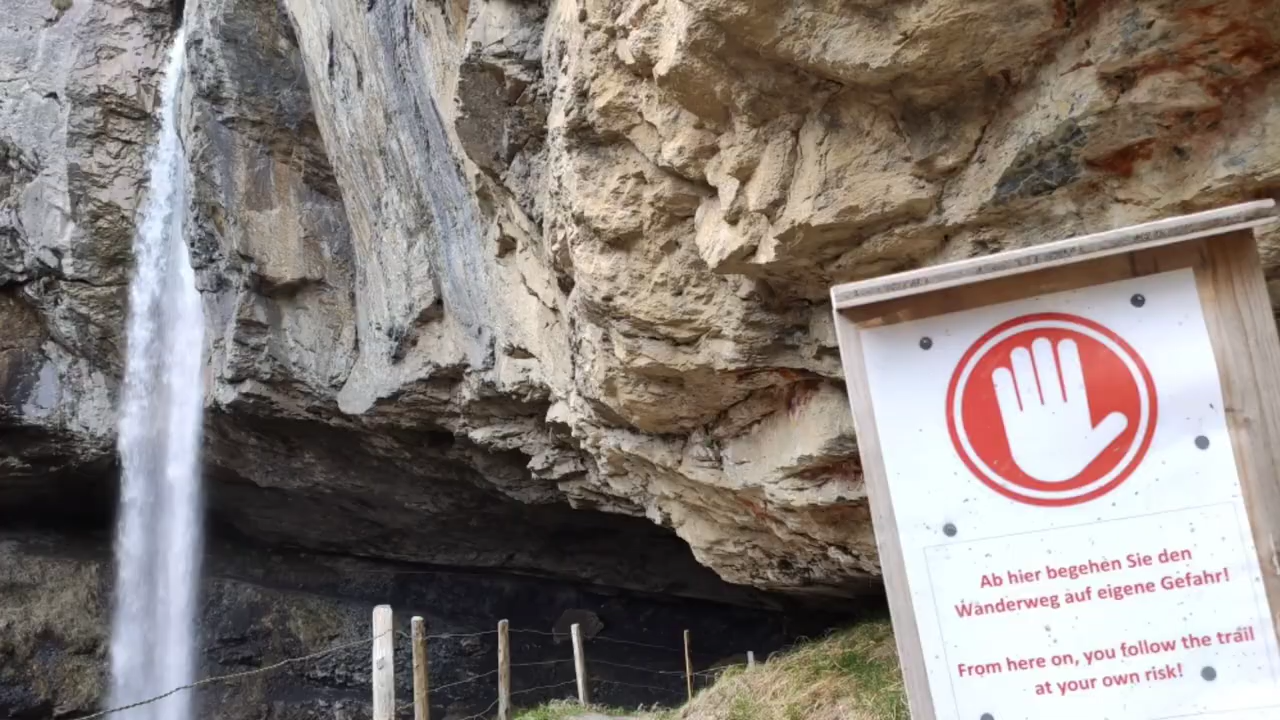 Ab hier begehen Sie den
Wanderweg auf eigene Gefahr!
From here on, you follow the trail
at your own risk!